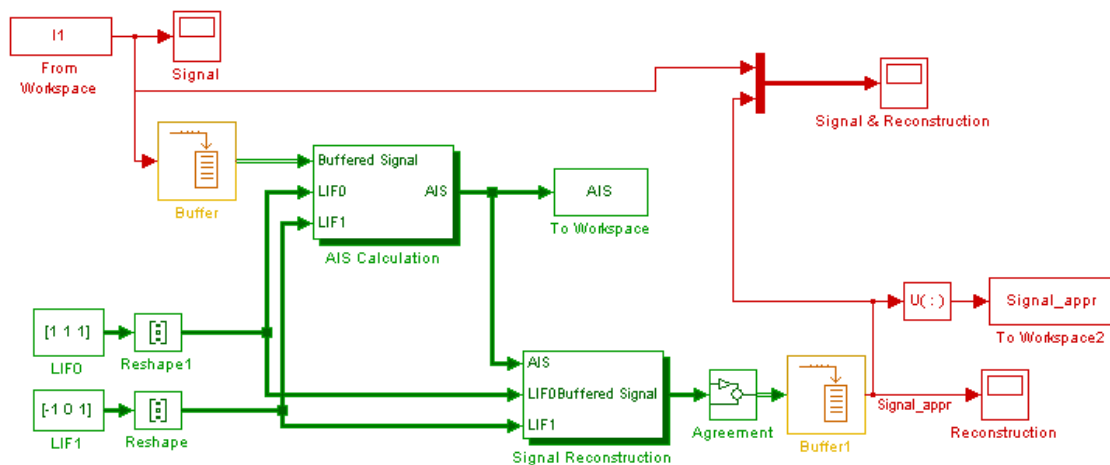 I1
From
Workspace
Signal
Signal & Reconstruction
Buffer
Buffered Signal
LIF0
AIS
LIF1
AIS Calculation
AIS
To Workspace
U( : )
Signal_appr
To Workspace2
[1 1 1]
LIF0
Reshape1
[-1 0 1]
LIF1
Reshape
AIS
LIF0Buffered Signal
LIF1
Signal Reconstruction
Agreement
Buffer1
Signal_appr
Reconstruction